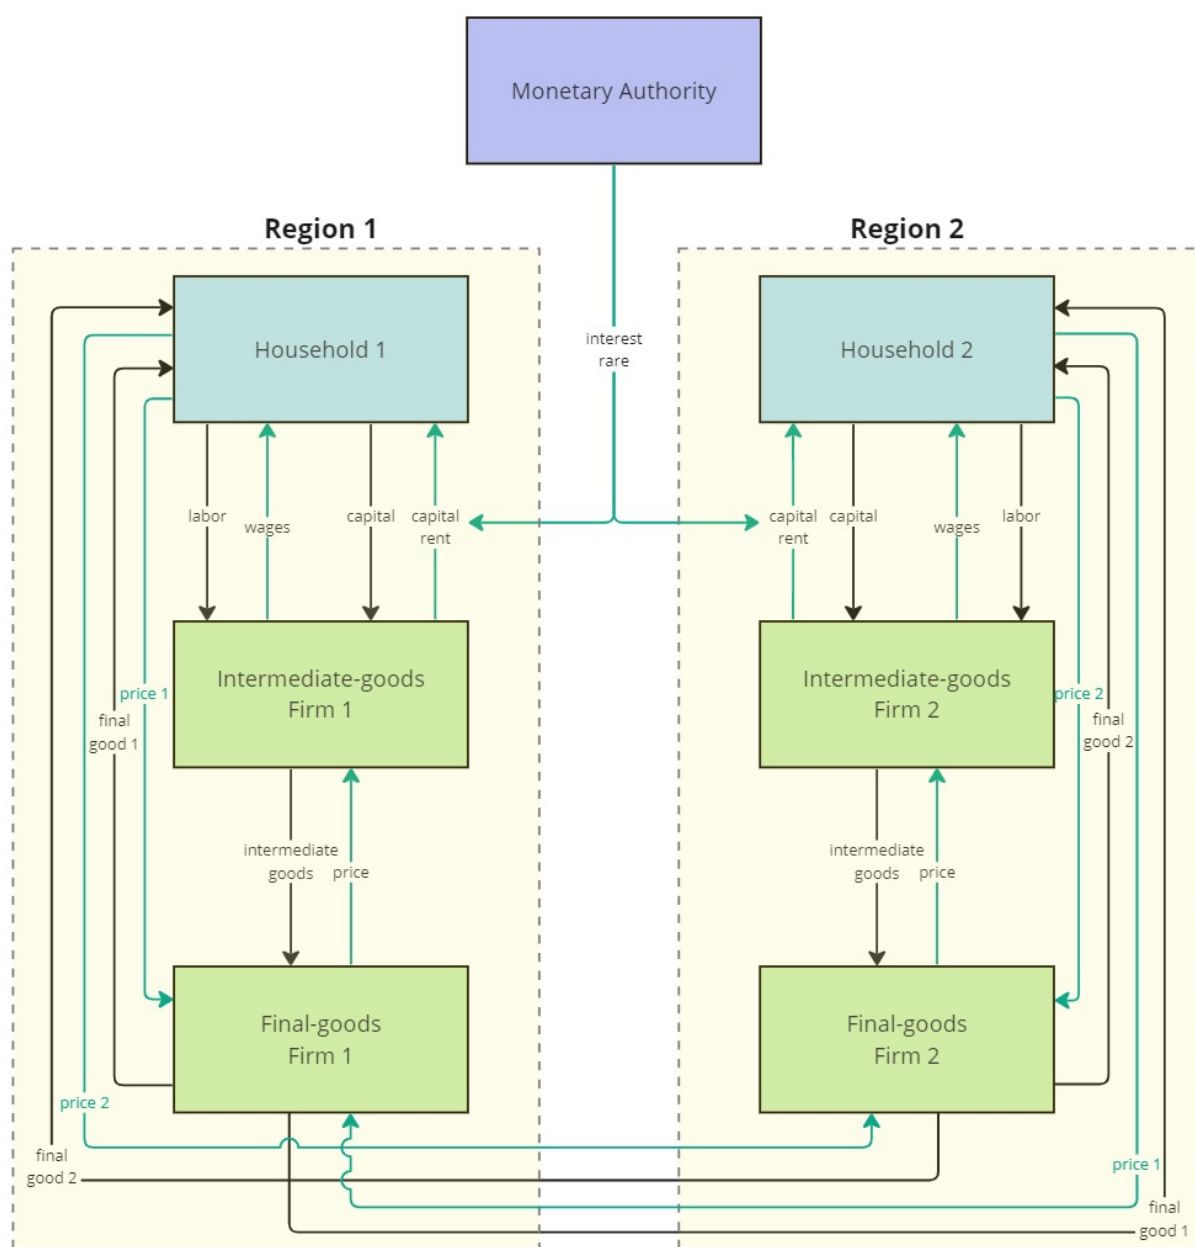 Monetary Authority
Region 1
Region 2
Household 1
interest
rare
Household 2
labor
wages
capital
capital
rent
capital
rent
capital
wages
labor
Intermediate-goods
Firm 1
Intermediate-goods
Firm 2
price 1
final
good 1
price 2
final
good 2
intermediate
goods
price
intermediate
goods
price
Final-goods
Firm 1
Final-goods
Firm 2
price 2
final
good 2
price 1
final
good 1